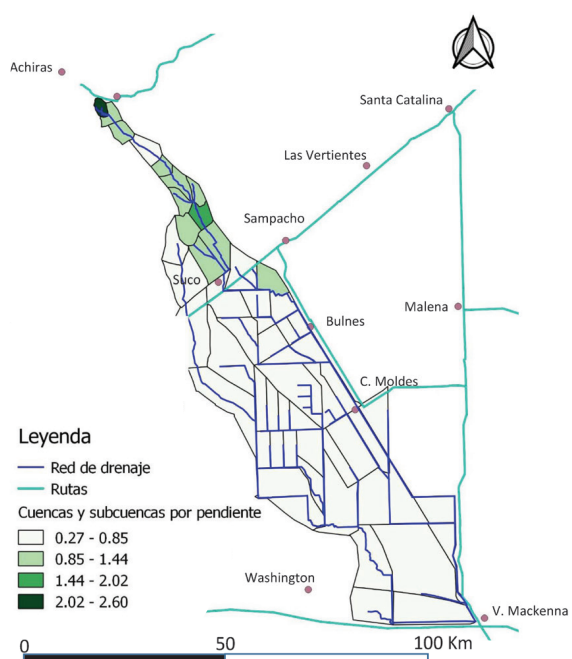 Achiras
Santa Catalina
Las Vertientes
Sampacho
Suco
Bulnes
Malena
C. Moldes
Leyenda
Red de drenaje
Rutas
Cuencas y subcuencas por pendiente
0.27 - 0.85
0.85 - 1.44
1.44 - 2.02
2.02 - 2.60
Washington
V. Mackenna
0 50 100 Km